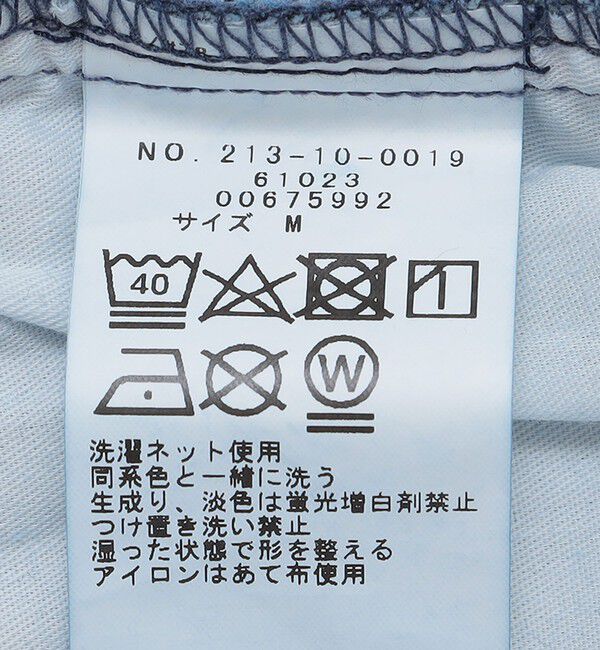 NO. 213-10-0019
61023
00675992
サイズ M
40
W
洗濯ネット使用
同系色と一緒に洗う
生成り、淡色は蛍光増白剤禁止
つけ置き洗い禁止
湿った状態で形を整える
アイロンはあて布使用